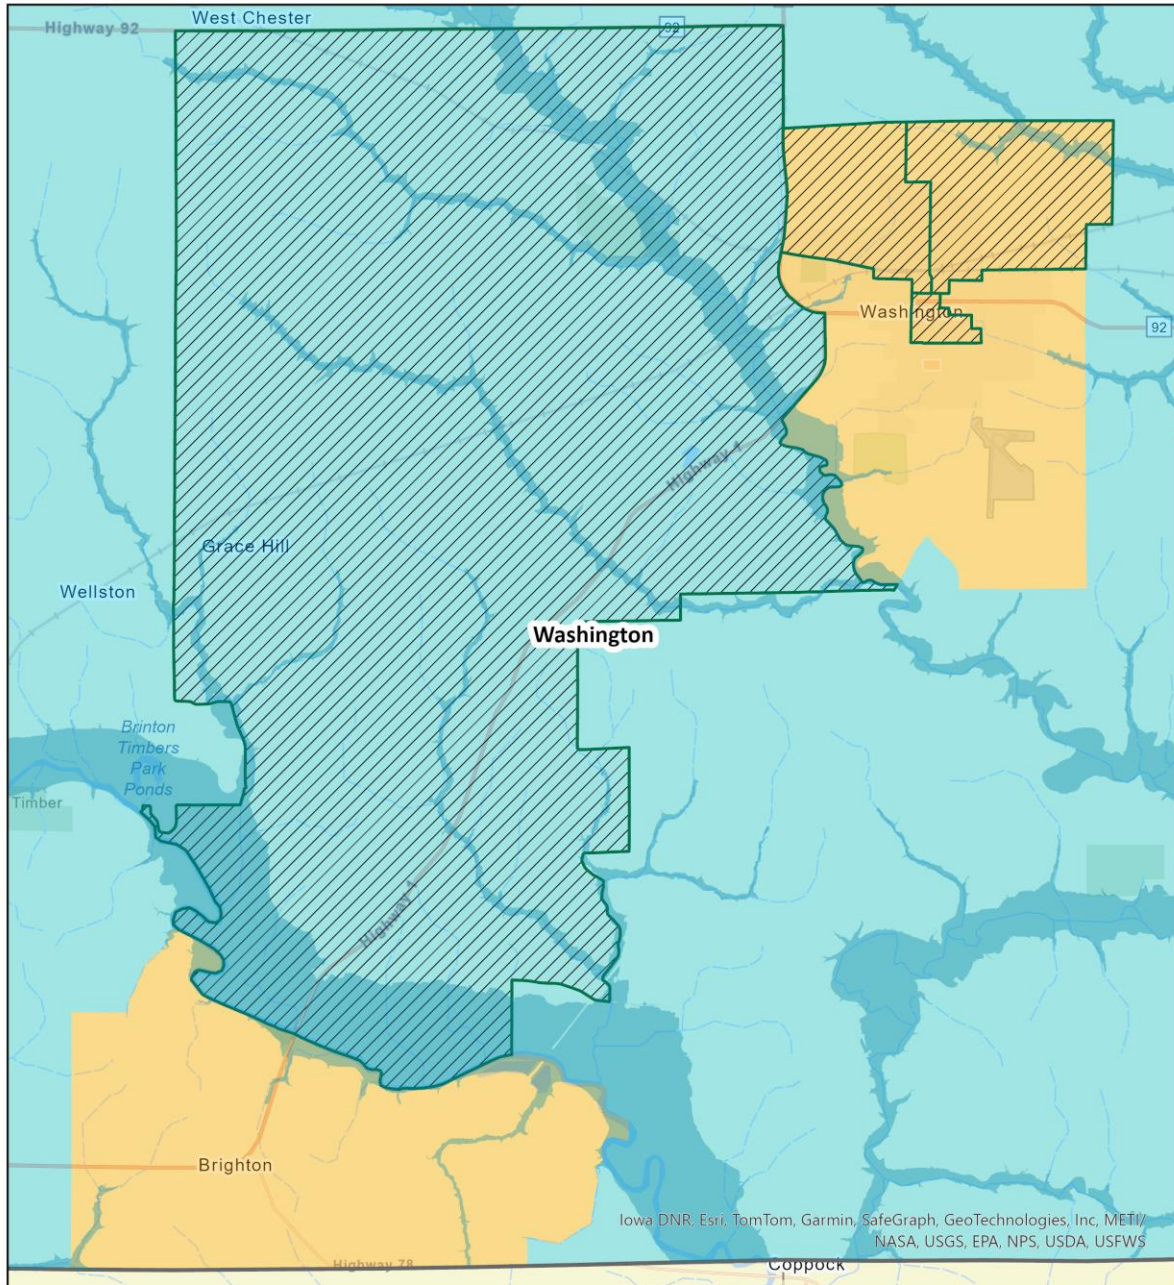 West Chester
Highway 92
92
Washington
92
Highway 1
Grace Hill
Wellston
Washington
Brinton
Timbers
Park
Ponds
Timber
Highway 1
Brighton
Iowa DNR, Esri, TomTom, Garmin, SafeGraph, GeoTechnologies, Inc, METI/
NASA, USGS, EPA, NPS, USDA, USFWS
Highway 78
Coppock